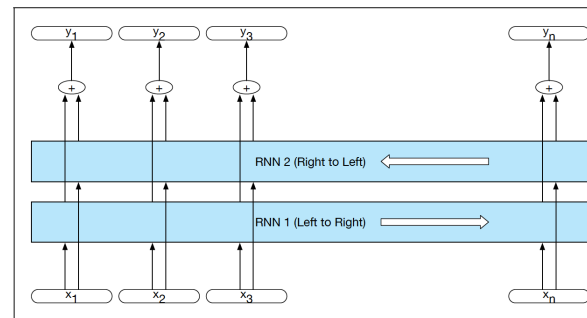 y1 y2 y3 yn
+ + + +
RNN 2 (Right to Left)
RNN 1 (Left to Right)
x1 x2 x3 xn